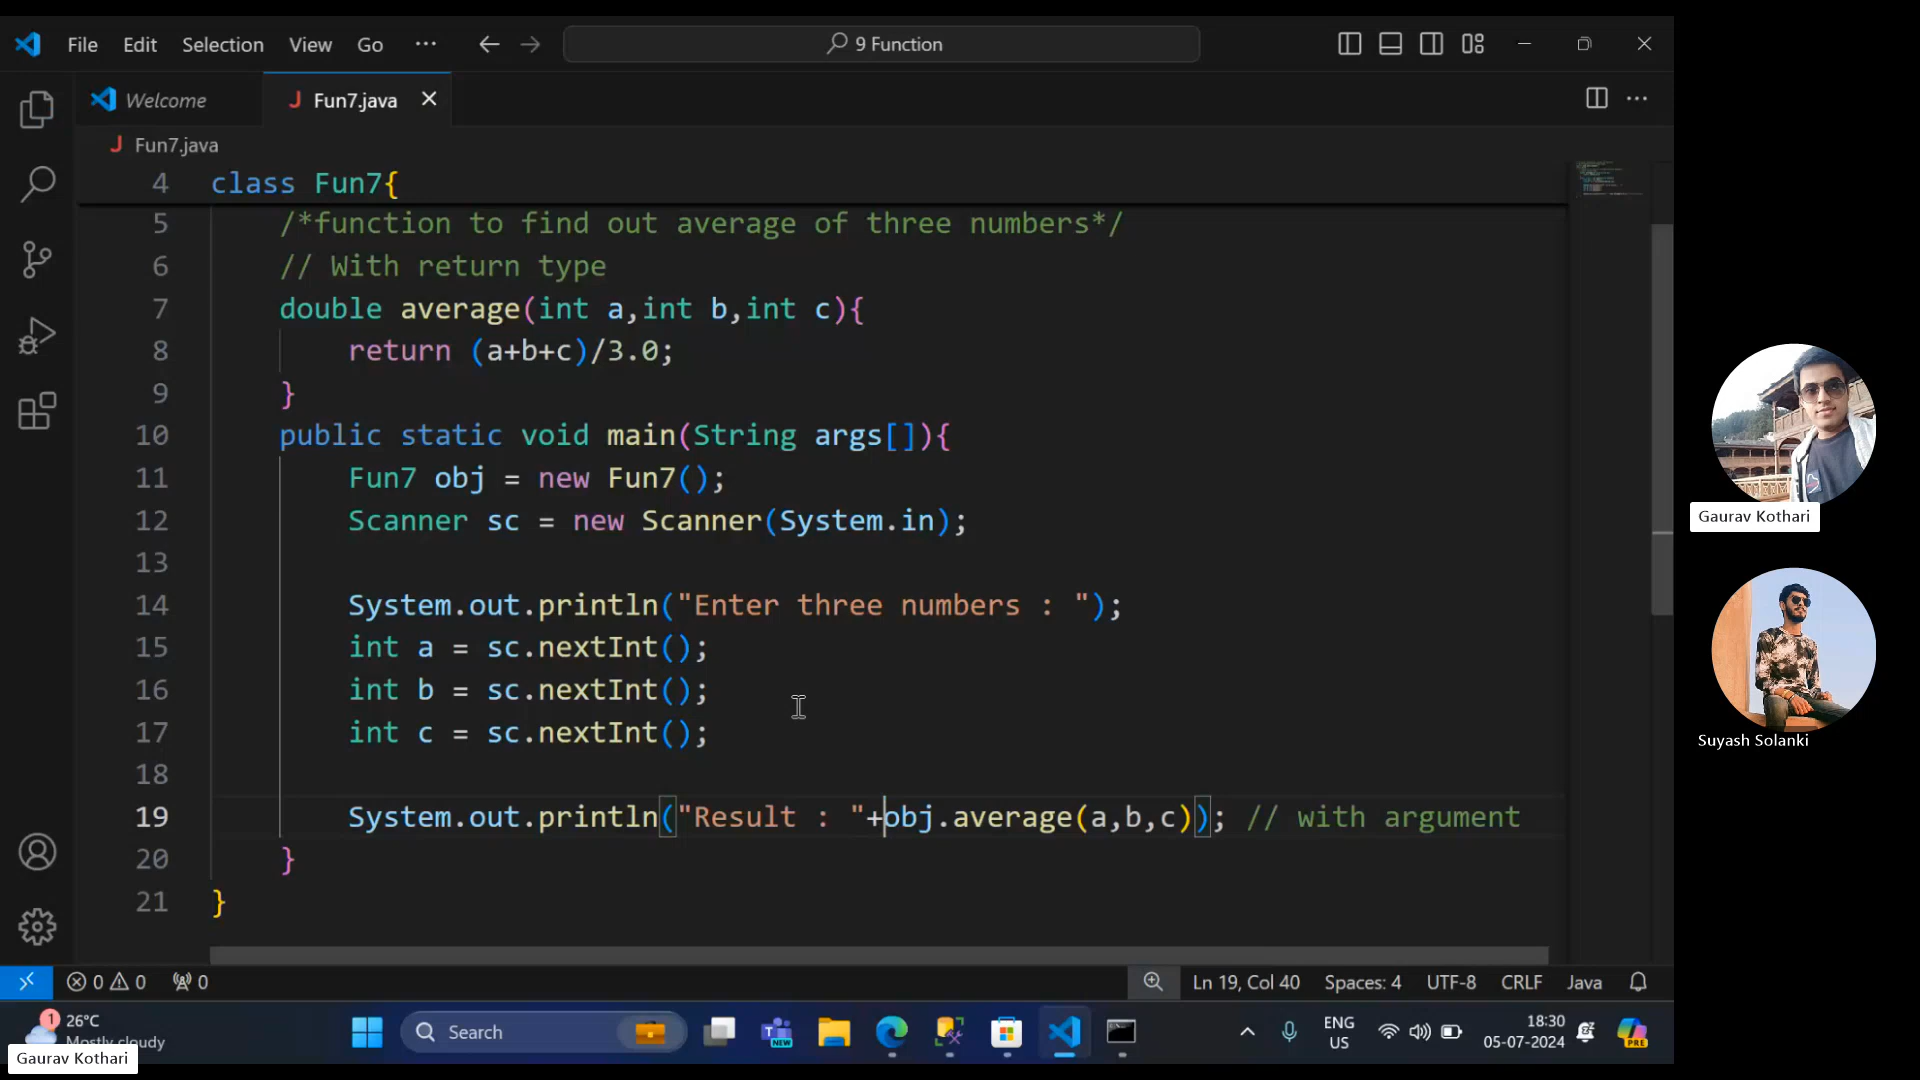 File Edit Selection View Go ··· 9 Function
Welcome Fun7.java
Fun7.java
4 class Fun7{
5 /*function to find out average of three numbers*/
6 // With return type
7 double average(int a,int b,int c){
8 return (a+b+c)/3.0;
9 }
10 public static void main(String args[]){
11 Fun7 obj = new Fun7();
12 Scanner sc = new Scanner(System.in);
13
14 System.out.println("Enter three numbers : ");
15 int a = sc.nextInt();
16 int b = sc.nextInt();
17 int c = sc.nextInt();
18
19 System.out.println("Result : "+obj.average(a,b,c)); // with argument
20 }
21 }
Gaurav Kothari
Suyash Solanki
0 0 0 Ln 19, Col 40 Spaces: 4 UTF-8 CRLF Java
1 26°C
Mostly cloudy
Search
NEW
ENG
US
18:30
05-07-2024
PRE
Gaurav Kothari